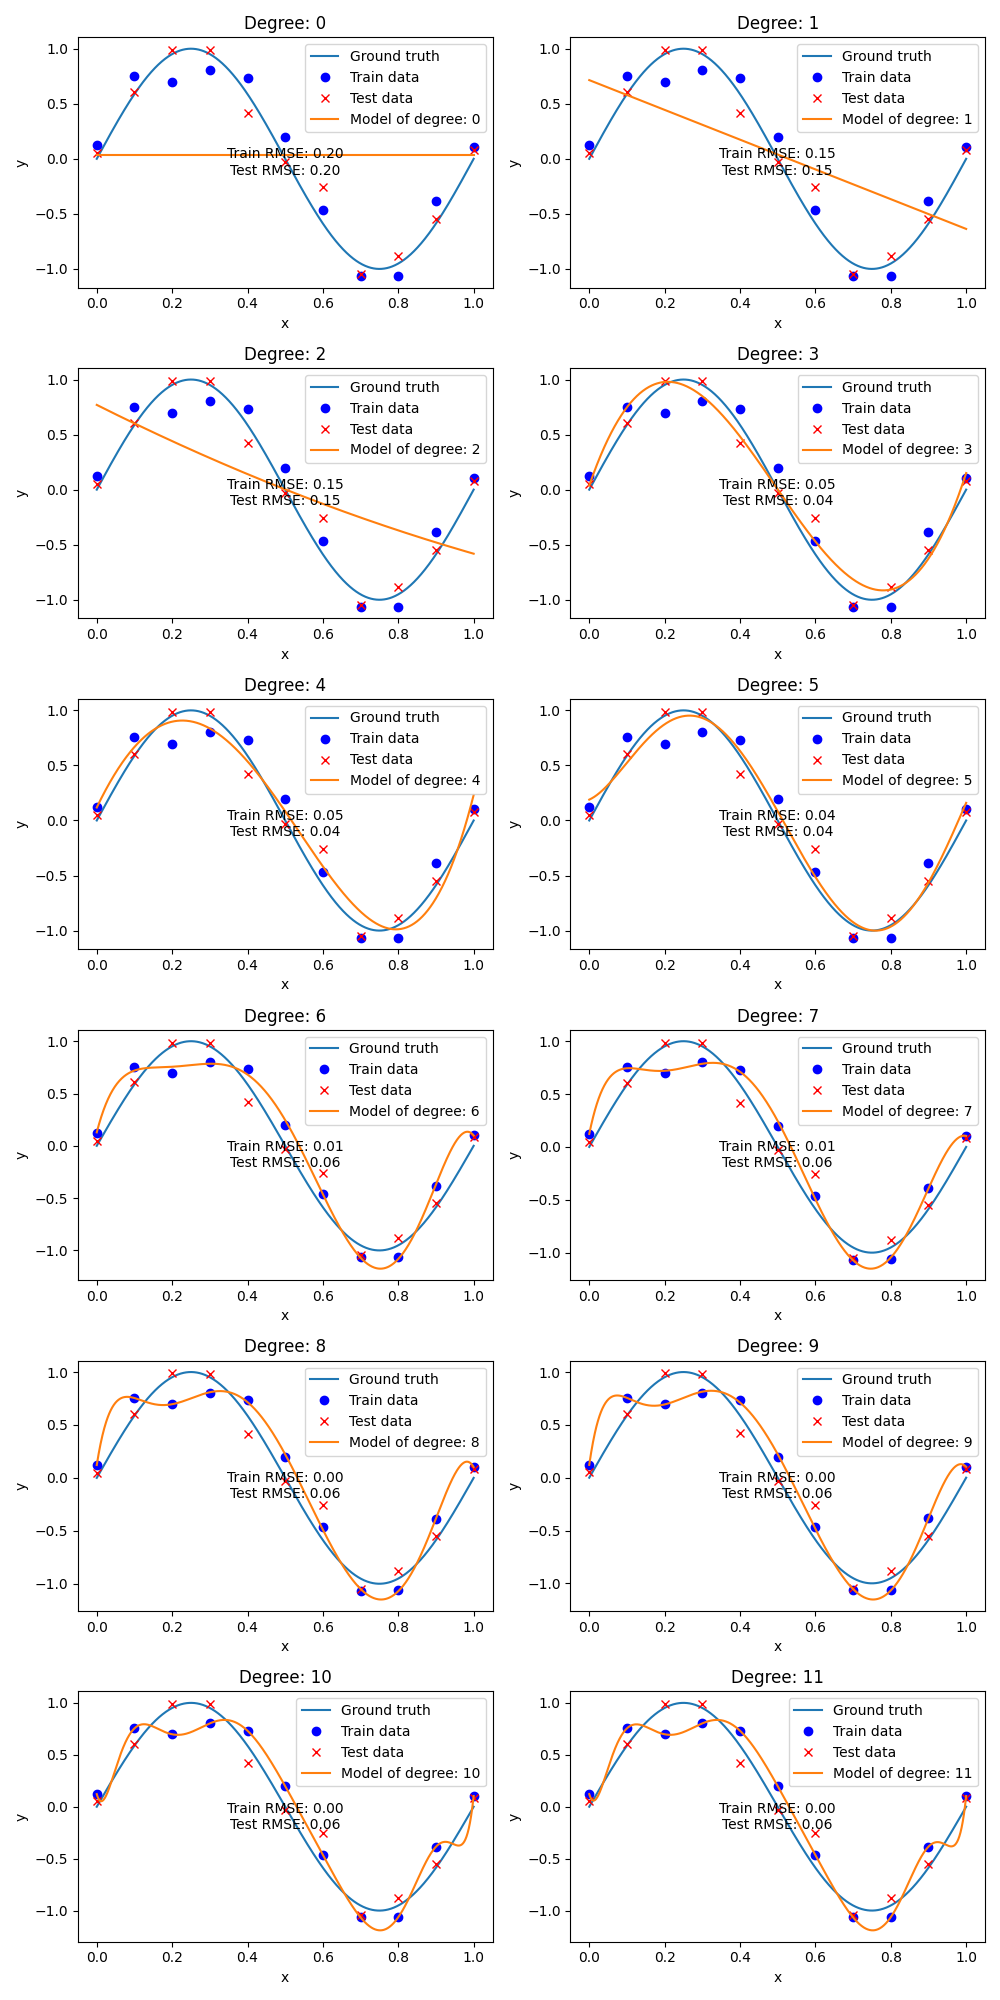 Degree: 0
1.0
0.5
0.0
−0.5
−1.0
y
Ground truth
Train data
Test data
Model of degree: 0
Train RMSE: 0.20
Test RMSE: 0.20
0.0 0.2 0.4 0.6 0.8 1.0
x
Degree: 1
1.0
0.5
0.0
−0.5
−1.0
y
Ground truth
Train data
Test data
Model of degree: 1
Train RMSE: 0.15
Test RMSE: 0.15
0.0 0.2 0.4 0.6 0.8 1.0
x
Degree: 2
1.0
0.5
0.0
−0.5
−1.0
y
Ground truth
Train data
Test data
Model of degree: 2
Train RMSE: 0.15
Test RMSE: 0.15
0.0 0.2 0.4 0.6 0.8 1.0
x
Degree: 3
1.0
0.5
0.0
−0.5
−1.0
y
Ground truth
Train data
Test data
Model of degree: 3
Train RMSE: 0.05
Test RMSE: 0.04
0.0 0.2 0.4 0.6 0.8 1.0
x
Degree: 4
1.0
0.5
0.0
−0.5
−1.0
y
Ground truth
Train data
Test data
Model of degree: 4
Train RMSE: 0.05
Test RMSE: 0.04
0.0 0.2 0.4 0.6 0.8 1.0
x
Degree: 5
1.0
0.5
0.0
−0.5
−1.0
y
Ground truth
Train data
Test data
Model of degree: 5
Train RMSE: 0.04
Test RMSE: 0.04
0.0 0.2 0.4 0.6 0.8 1.0
x
Degree: 6
1.0
0.5
0.0
−0.5
−1.0
y
Ground truth
Train data
Test data
Model of degree: 6
Train RMSE: 0.01
Test RMSE: 0.06
0.0 0.2 0.4 0.6 0.8 1.0
x
Degree: 7
1.0
0.5
0.0
−0.5
−1.0
y
Ground truth
Train data
Test data
Model of degree: 7
Train RMSE: 0.01
Test RMSE: 0.06
0.0 0.2 0.4 0.6 0.8 1.0
x
Degree: 8
1.0
0.5
0.0
−0.5
−1.0
y
Ground truth
Train data
Test data
Model of degree: 8
Train RMSE: 0.00
Test RMSE: 0.06
0.0 0.2 0.4 0.6 0.8 1.0
x
Degree: 9
1.0
0.5
0.0
−0.5
−1.0
y
Ground truth
Train data
Test data
Model of degree: 9
Train RMSE: 0.00
Test RMSE: 0.06
0.0 0.2 0.4 0.6 0.8 1.0
x
Degree: 10
1.0
0.5
0.0
−0.5
−1.0
y
Ground truth
Train data
Test data
Model of degree: 10
Train RMSE: 0.00
Test RMSE: 0.06
0.0 0.2 0.4 0.6 0.8 1.0
x
Degree: 11
1.0
0.5
0.0
−0.5
−1.0
y
Ground truth
Train data
Test data
Model of degree: 11
Train RMSE: 0.00
Test RMSE: 0.06
0.0 0.2 0.4 0.6 0.8 1.0
x